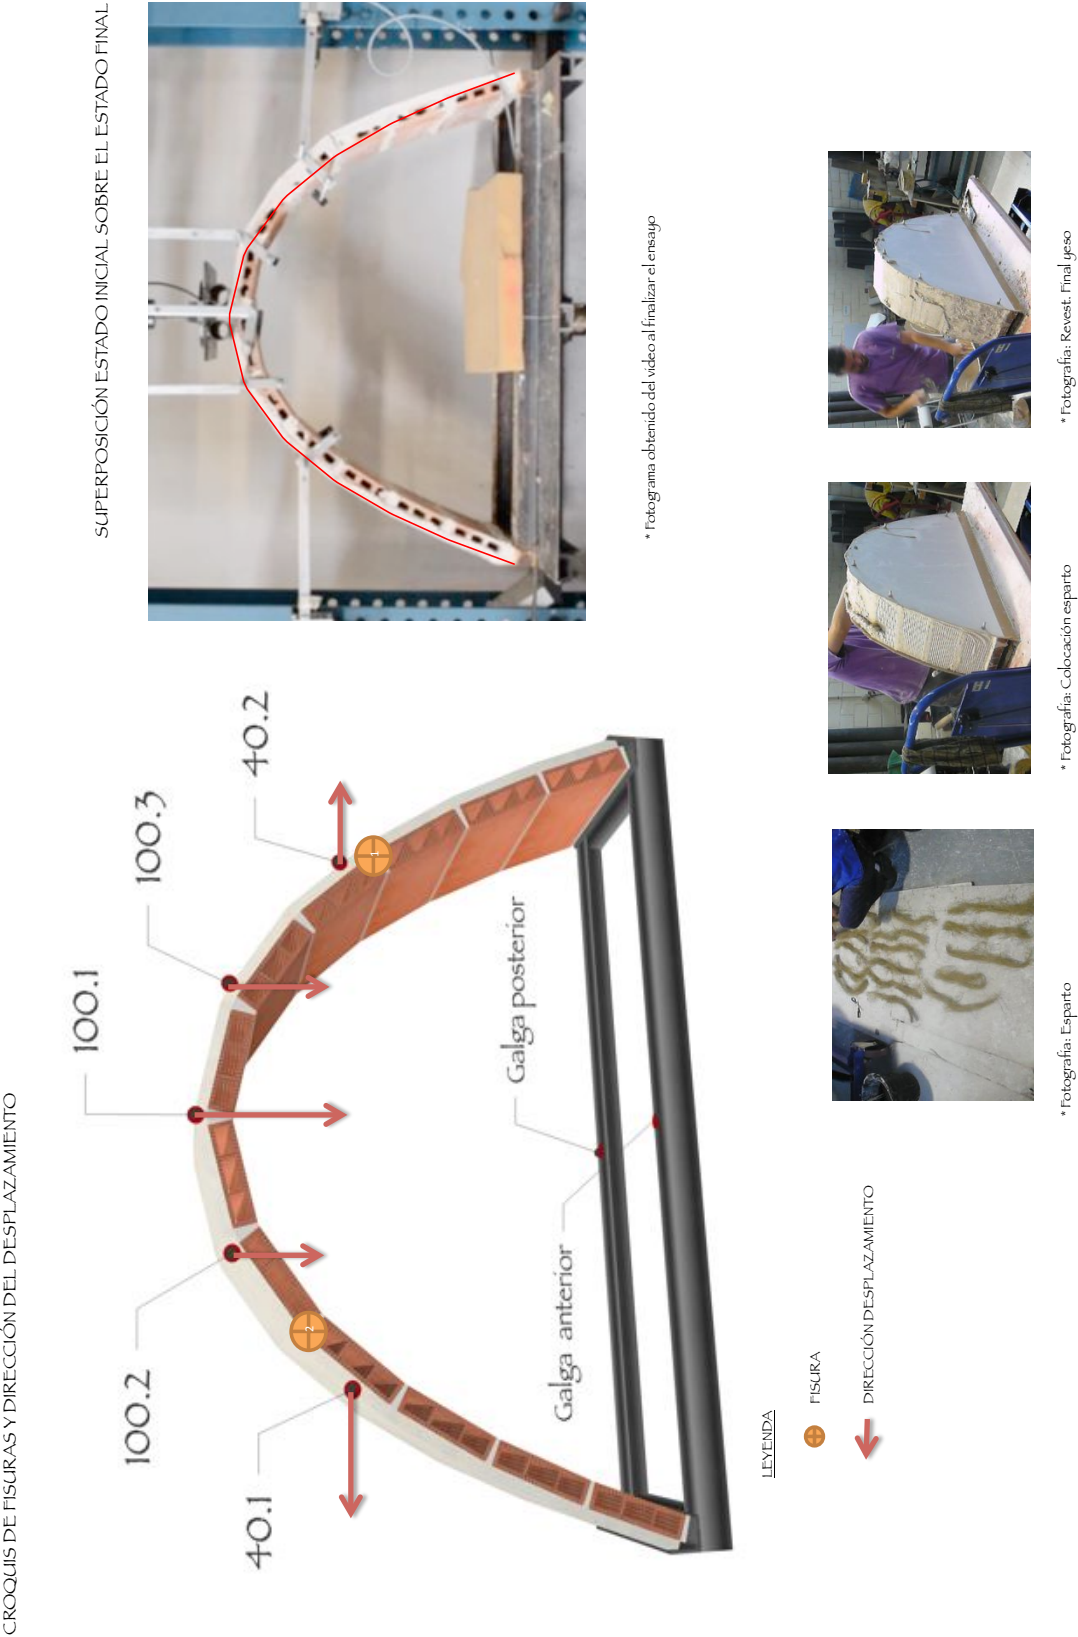 CROQUIS DE FISURAS Y DIRECCIÓN DEL DESPLAZAMIENTO
SUPERPOSICIÓN ESTADO INICIAL SOBRE EL ESTADO FINAL
40.1
100.2
100.1
100.3
40.2
Galga anterior
Galga posterior
1
2
* Fotograma obtenido del video al finalizar el ensayo
LEYENDA
FISURA
DIRECCIÓN DESPLAZAMIENTO
* Fotografía: Esparto
* Fotografía: Colocación esparto
* Fotografía: Revest. Final yeso